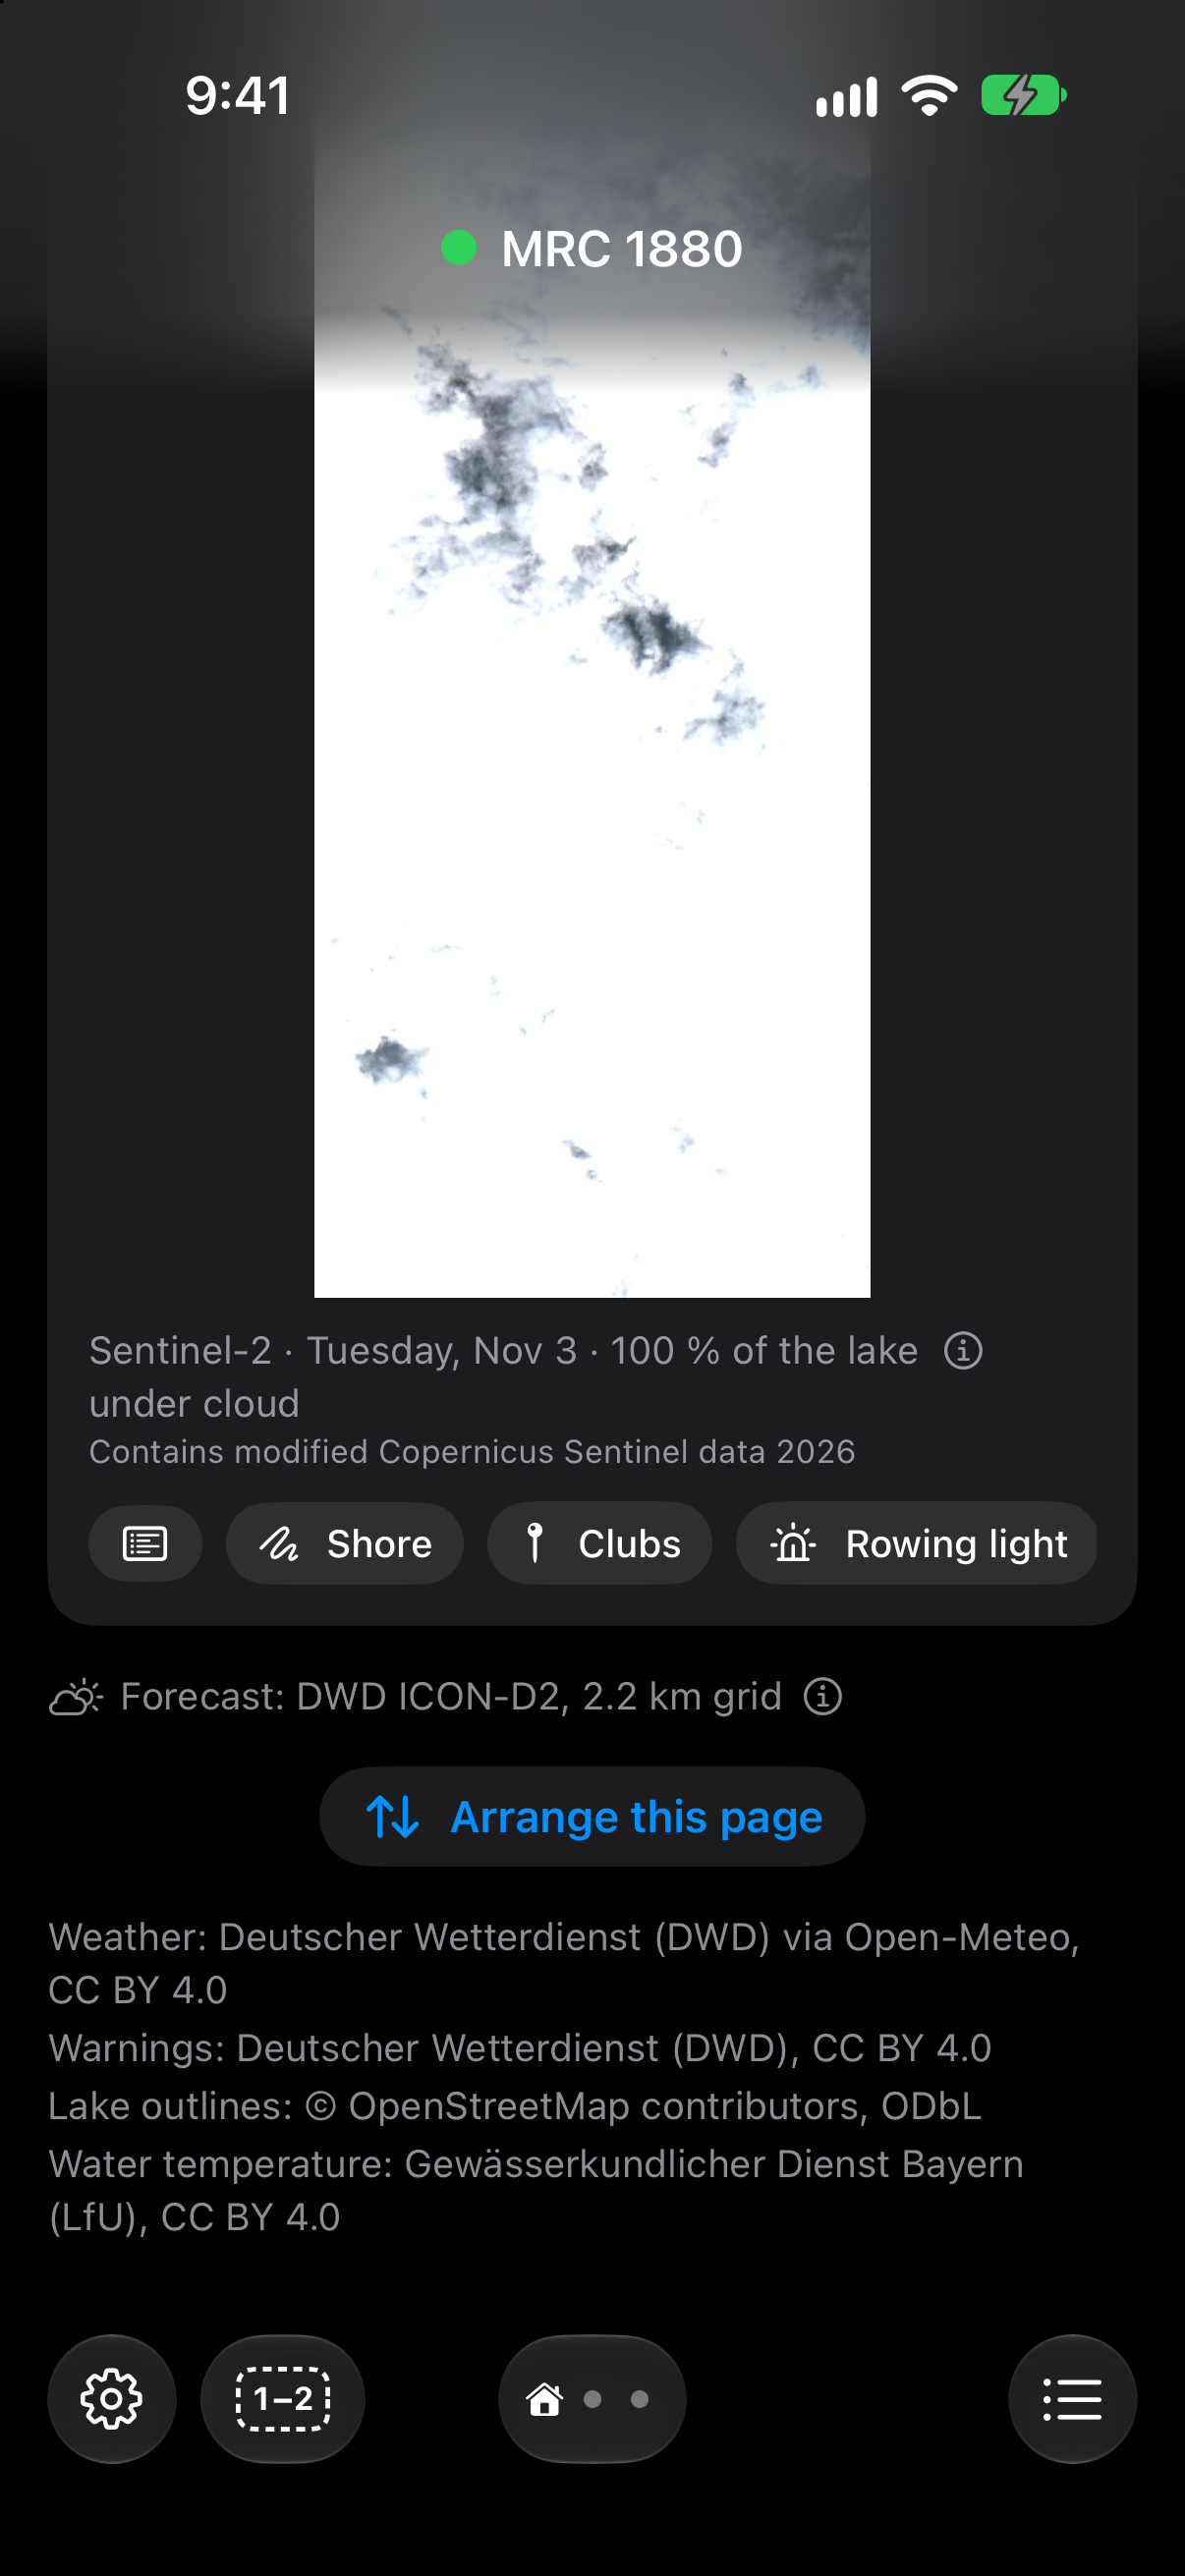 9:41
MRC 1880
Sentinel-2 · Tuesday, Nov 3 · 100 % of the lake
under cloud
Contains modified Copernicus Sentinel data 2026
Shore
Clubs
Rowing light
Forecast: DWD ICON-D2, 2.2 km grid
Arrange this page
Weather: Deutscher Wetterdienst (DWD) via Open-Meteo,
CC BY 4.0
Warnings: Deutscher Wetterdienst (DWD), CC BY 4.0
Lake outlines: © OpenStreetMap contributors, ODbL
Water temperature: Gewässerkundlicher Dienst Bayern
(LfU), CC BY 4.0
1–2